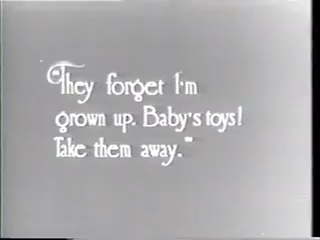 "They forget I'm
grown up. Baby's toys!
Take them away."